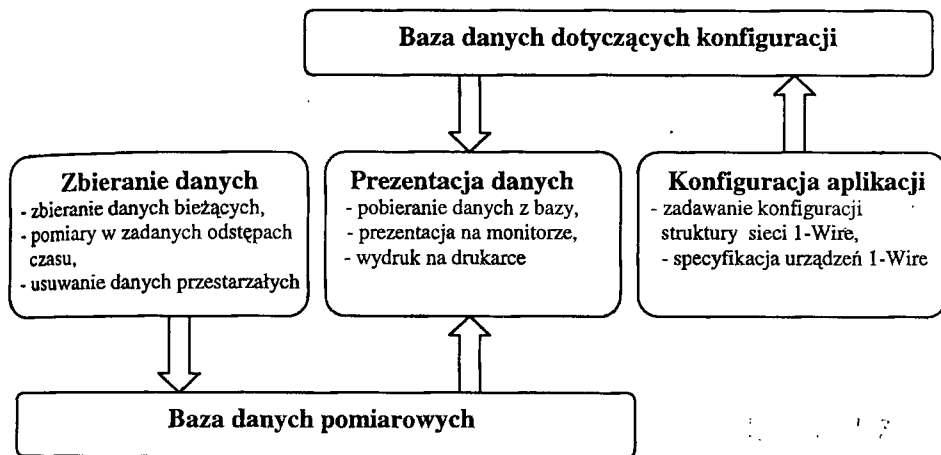 Baza danych dotyczących konfiguracji
Zbieranie danych
- zbieranie danych bieżących,
- pomiary w zadanych odstępach
czasu,
- usuwanie danych przestarzałych
Prezentacja danych
- pobieranie danych z bazy,
- prezentacja na monitorze,
- wydruk na drukarce
Konfiguracja aplikacji
- zadawanie konfiguracji
struktury sieci 1-Wire,
- specyfikacja urządzeń 1-Wire
Baza danych pomiarowych